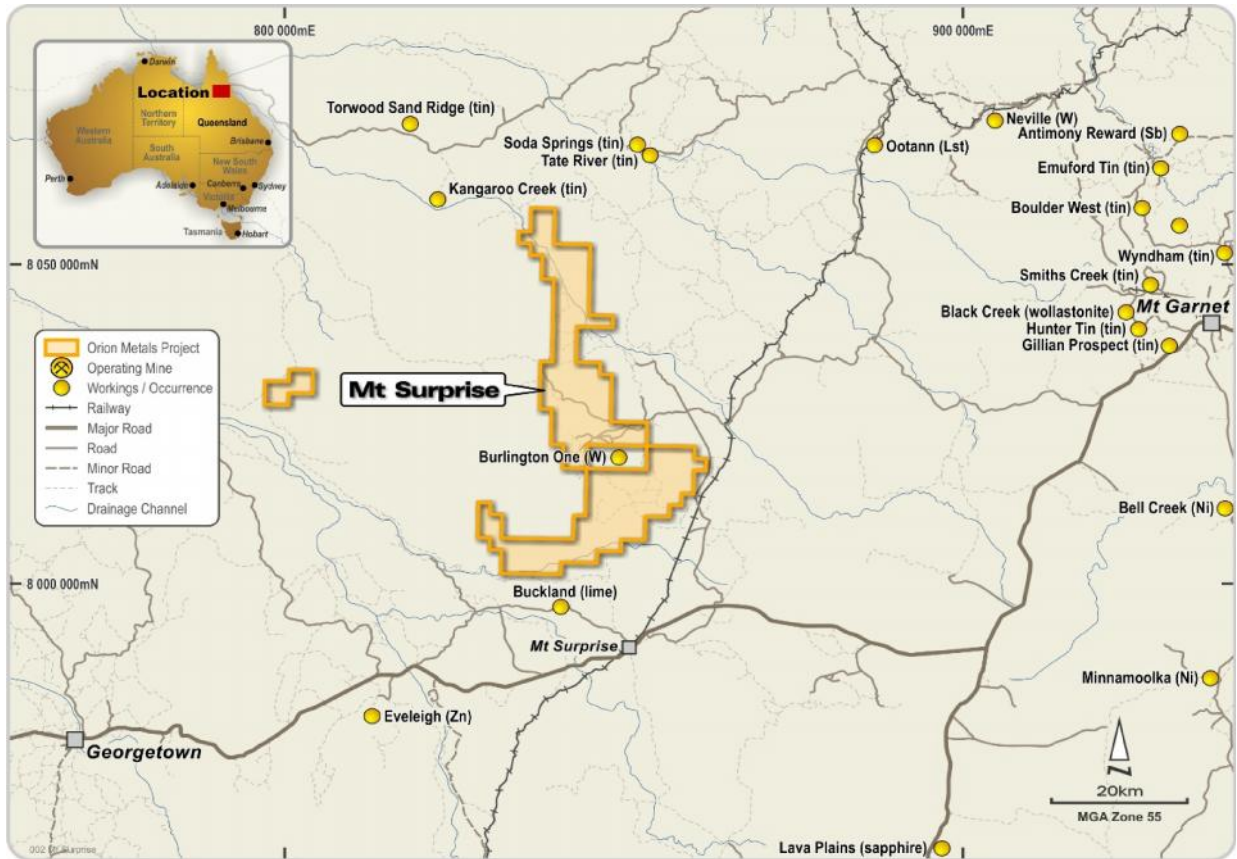 800 000mE
900 000mE
Darwin
Location
Northern
Territory
Queensland
Western
Australia
South
Australia
Brisbane
New South
Wales
Perth
Adelaide
Canberra
Sydney
Victoria
Melbourne
Tasmania
Hobart
Torwood Sand Ridge (tin)
Soda Springs (tin)
Tate River (tin)
Kangaroo Creek (tin)
Ootann (Lst)
Neville (W)
Antimony Reward (Sb)
Emuford Tin (tin)
Boulder West (tin)
Wyndham (tin)
8 050 000mN
Smiths Creek (tin)
Black Creek (wollastonite)
Mt Garnet
Hunter Tin (tin)
Gillian Prospect (tin)
Orion Metals Project
Operating Mine
Workings / Occurrence
Railway
Major Road
Road
Minor Road
Track
Drainage Channel
Mt Surprise
Burlington One (W)
Bell Creek (Ni)
8 000 000mN
Buckland (lime)
Mt Surprise
Minnamoolka (Ni)
Eveleigh (Zn)
Georgetown
N
20km
MGA Zone 55
Lava Plains (sapphire)
002 Mt Surprise